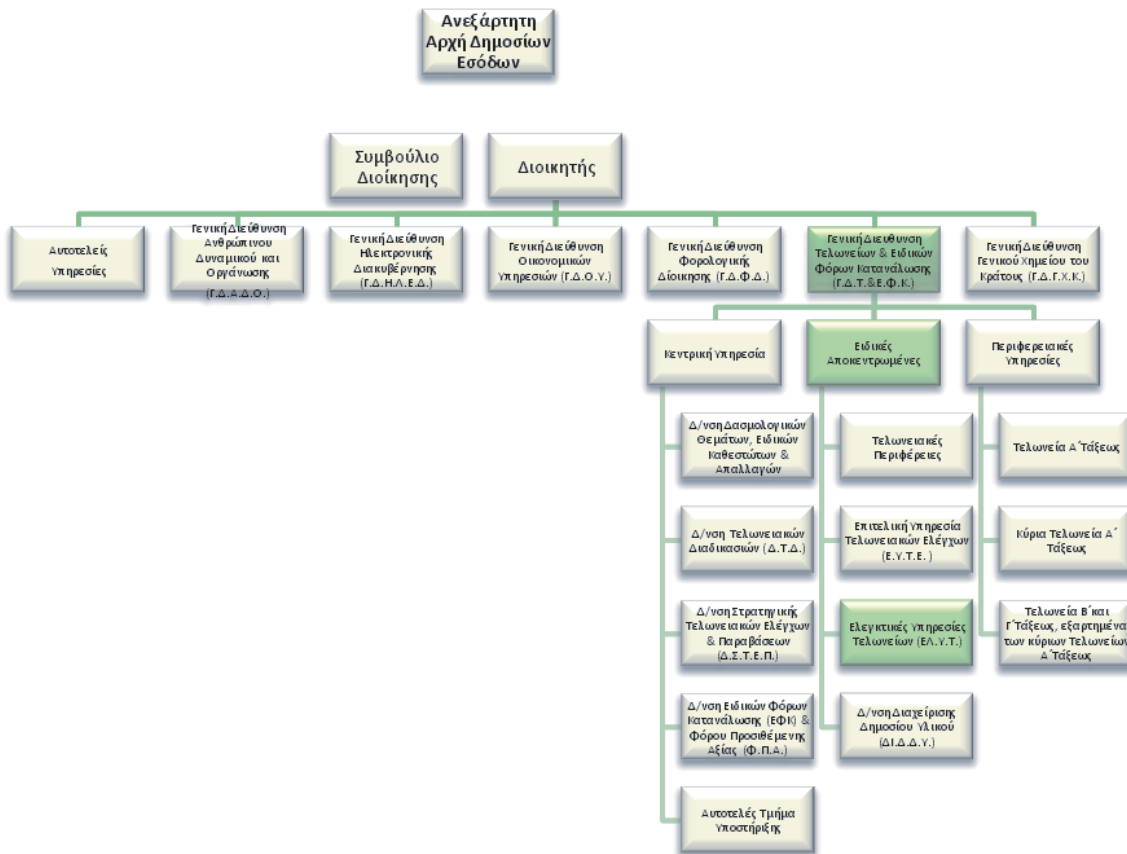 Ανεξάρτητη
Αρχή Δημοσίων
Εσόδων
Συμβούλιο
Διοίκησης
Διοικητής
Αυτοτελείς
Υπηρεσίες
Γενική Διεύθυνση
Ανθρώπινου
Δυναμικού και
Οργάνωσης
(Γ.Δ.Α.Δ.Ο.)
Γενική Διεύθυνση
Ηλεκτρονικής
Διακυβέρνησης
(Γ.Δ.Η.Λ.Ε.Δ.)
Γενική Διεύθυνση
Οικονομικών
Υπηρεσιών (Γ.Δ.Ο.Υ.)
Γενική Διεύθυνση
Φορολογικής
Δίοικησης (Γ.Δ.Φ.Δ.)
Γενική Διευθυνση
Τελωνείων & Ειδικών
Φόρων Κατανάλωσης
(Γ.Δ.Τ.&Ε.Φ.Κ.)
Γενική Διεύθυνση
Γενικού Χημείου του
Κράτους (Γ.Δ.Γ.Χ.Κ.)
Κεντρική Υπηρεσία
Ειδικές
Αποκεντρωμένες
Περιφερειακές
Υπηρεσίες
Δ/νση Δασμολογικών
Θεμάτων, Ειδικών
Καθεστώτων &
Απαλλαγών
Δ/νση Τελωνειακών
Διαδικασιών (Δ.Τ.Δ.)
Δ/νση Στρατηγικής
Τελωνειακών Ελέγχων
& Παραβάσεων
(Δ.Σ.Τ.Ε.Π.)
Δ/νση Ειδικών Φόρων
Κατανάλωσης (ΕΦΚ) &
Φόρου Προσιθέμενης
Αξίας (Φ.Π.Α.)
Αυτοτελές Τμήμα
Υποστήριξης
Τελωνειακές
Περιφέρειες
Επιτελική Υπηρεσία
Τελωνειακών Ελέγχων
(Ε.Υ.Τ.Ε. )
Ελεγκτικές Υπηρεσίες
Τελωνείων (ΕΛ.Υ.Τ.)
Δ/νση Διαχείρισης
Δημοσίου Υλικού
(ΔΙ.Δ.Δ.Υ.)
Τελωνεία Α΄Τάξεως
Κύρια Τελωνεία Α΄
Τάξεως
Τελωνεία Β΄και
Γ΄Τάξεως, εξαρτημένα
των κύριων Τελωνείων
Α΄Τάξεως